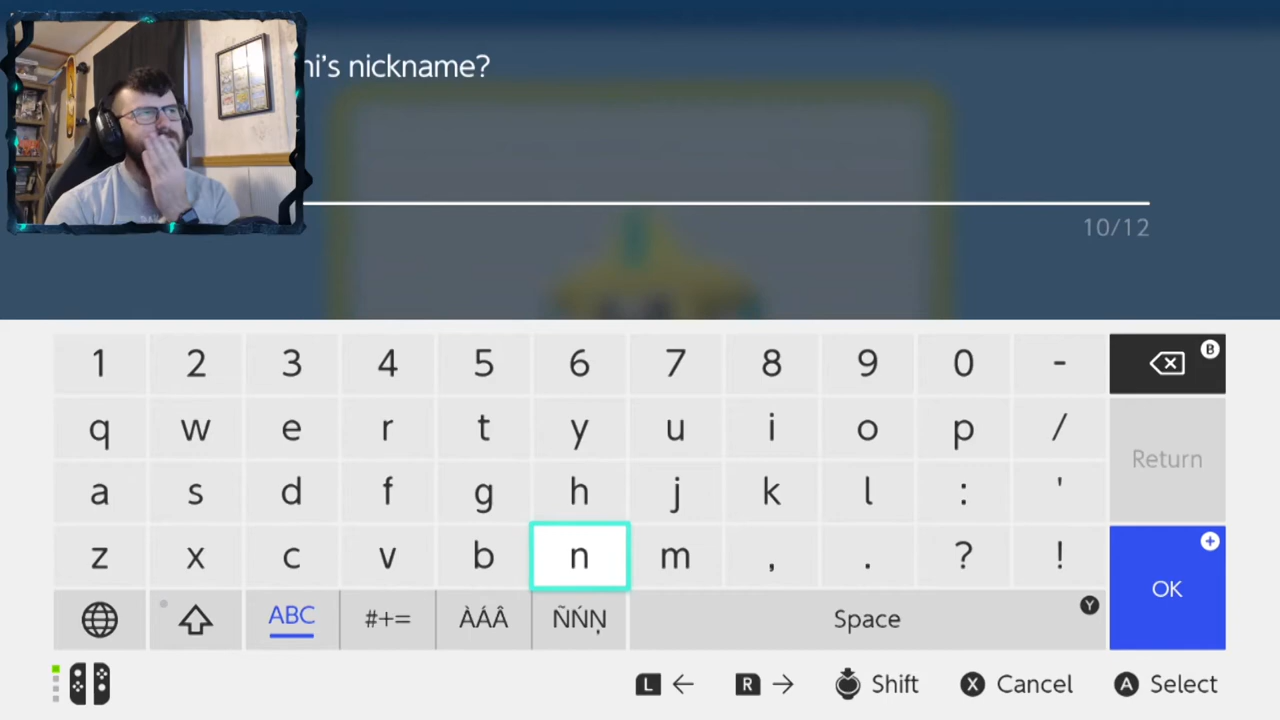 's nickname?
10/12
1 2 3 4 5 6 7 8 9 0 - B
q w e r t y u i o p /
Return
a s d f g h j k l : '
z x c v b n m , . ? ! +
OK
ABC #+= ÀÁÂ ÑŃŅ Space Y
L ← R → Shift X Cancel A Select